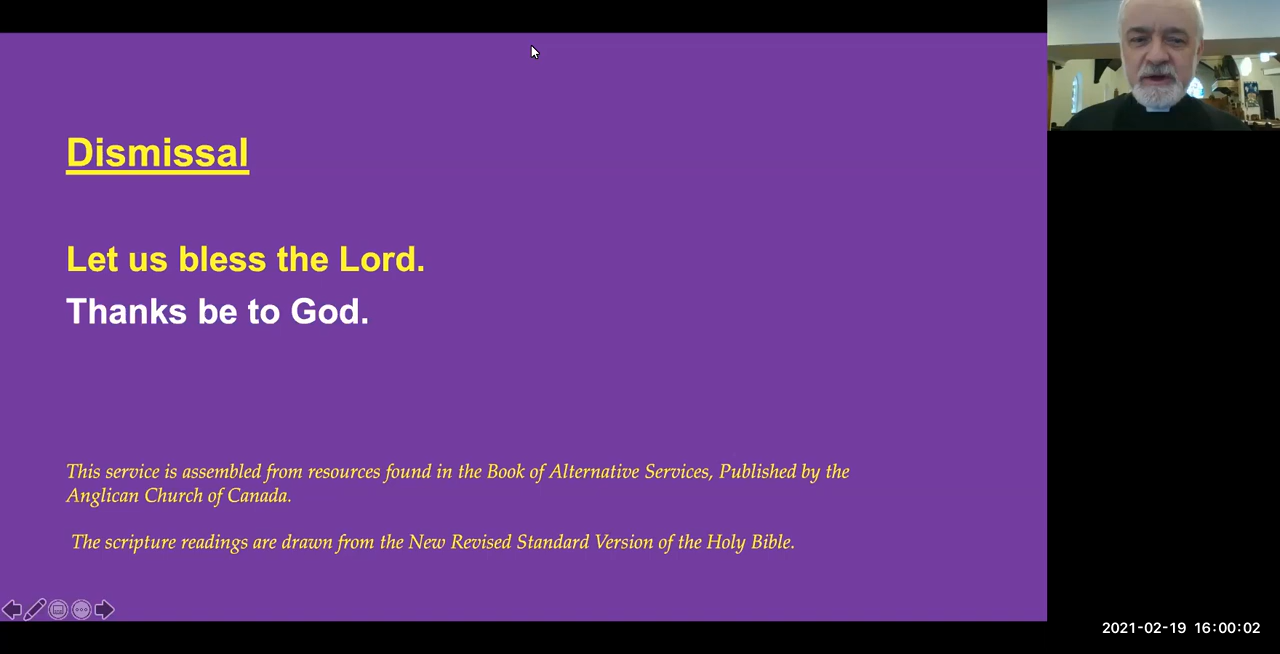 Dismissal
Let us bless the Lord.
Thanks be to God.
This service is assembled from resources found in the Book of Alternative Services, Published by the
Anglican Church of Canada.
The scripture readings are drawn from the New Revised Standard Version of the Holy Bible.
2021-02-19 16:00:02